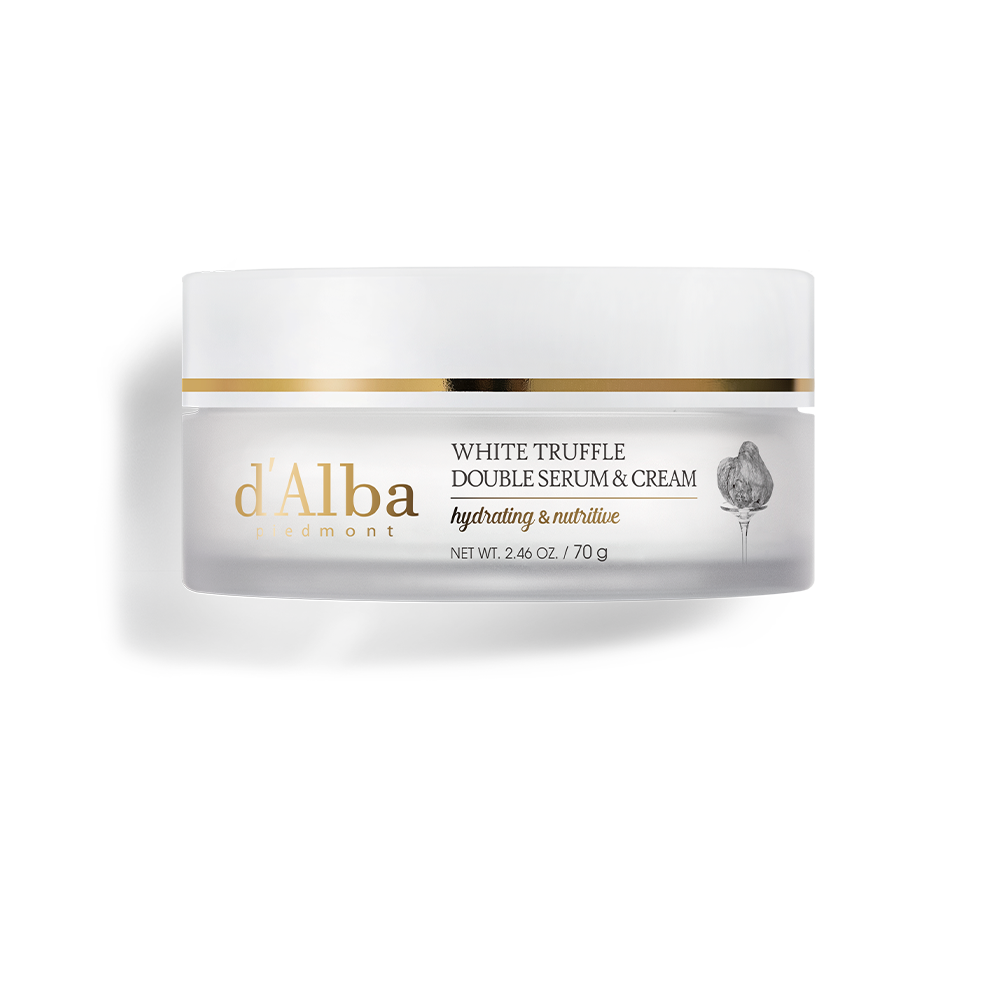 d'Alba
piedmont
WHITE TRUFFLE
DOUBLE SERUM & CREAM
hydrating & nutritive
NET WT. 2.46 OZ. / 70 g